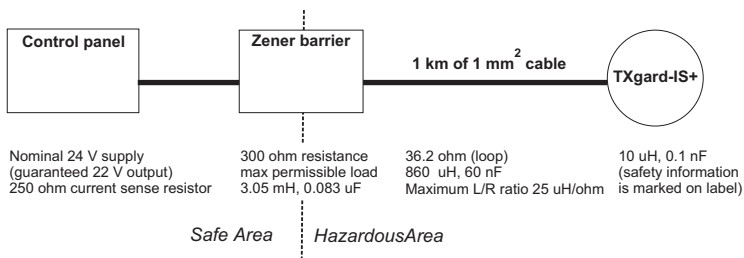 Control panel
Zener barrier
1 km of 1 mm2 cable
TXgard-IS+
Nominal 24 V supply
(guaranteed 22 V output)
250 ohm current sense resistor
300 ohm resistance
max permissible load
3.05 mH, 0.083 uF
36.2 ohm (loop)
860 uH, 60 nF
Maximum L/R ratio 25 uH/ohm
10 uH, 0.1 nF
(safety information
is marked on label)
Safe Area
HazardousArea